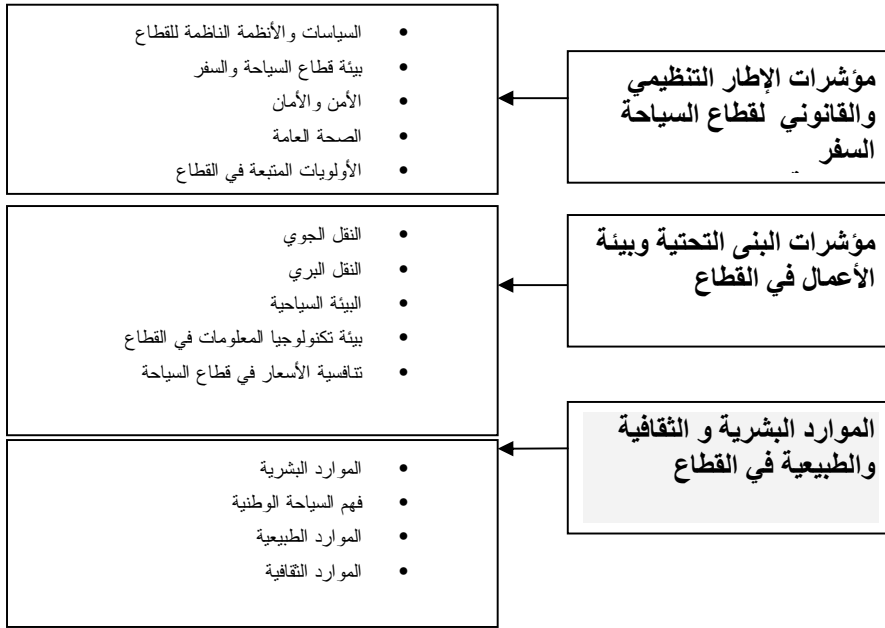 مؤشرات الإطار التنظيمي
والقانوني لقطاع السياحة
السفر
• السياسات والأنظمة الناظمة للقطاع
• بيئة قطاع السياحة والسفر
• الأمن والأمان
• الصحة العامة
• الأولويات المتبعة في القطاع
مؤشرات البنى التحتية وبيئة
الأعمال في القطاع
• النقل الجوي
• النقل البري
• البيئة السياحية
• بيئة تكنولوجيا المعلومات في القطاع
• تنافسية الأسعار في قطاع السياحة
الموارد البشرية و الثقافية
والطبيعية في القطاع
• الموارد البشرية
• فهم السياحة الوطنية
• الموارد الطبيعية
• الموارد الثقافية